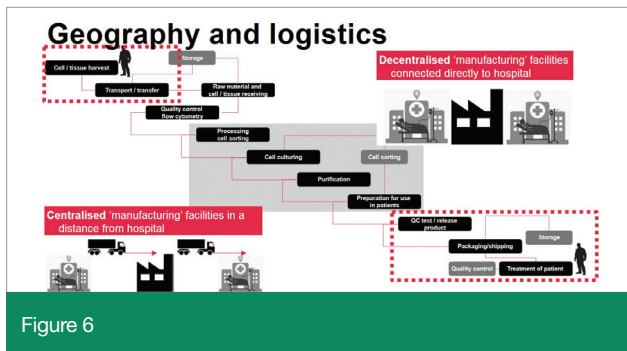 Geography and logistics
Cell / tissue harvest
Storage
Transport / transfer
Raw material and
cell / tissue receiving
Quality control
flow cytometry
Processing
cell sorting
Cell culturing
Cell sorting
Purification
Preparation for use
in patients
Decentralised 'manufacturing' facilities
connected directly to hospital
Centralised 'manufacturing' facilities in a
distance from hospital
QC test / release
product
Storage
Packaging/shipping
Quality control
Treatment of patient
Figure 6